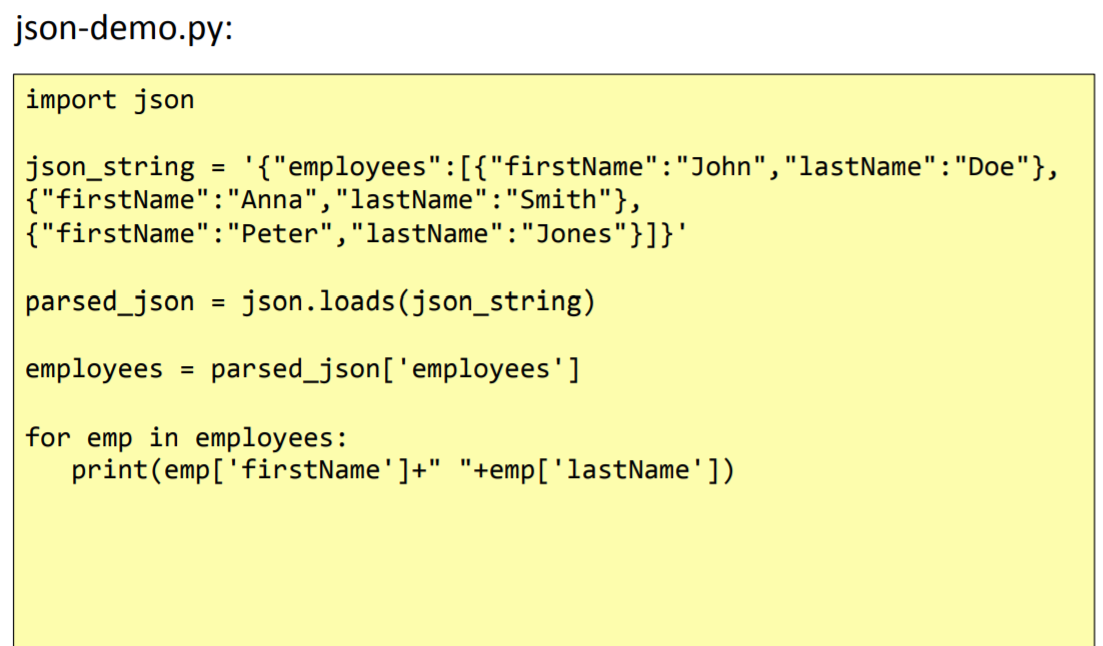 json-demo.py:
import json
json_string = '{"employees":[{"firstName":"John","lastName":"Doe"},
{"firstName":"Anna","lastName":"Smith"},
{"firstName":"Peter","lastName":"Jones"}]}'
parsed_json = json.loads(json_string)
employees = parsed_json['employees']
for emp in employees:
   print(emp['firstName']+" "+emp['lastName'])